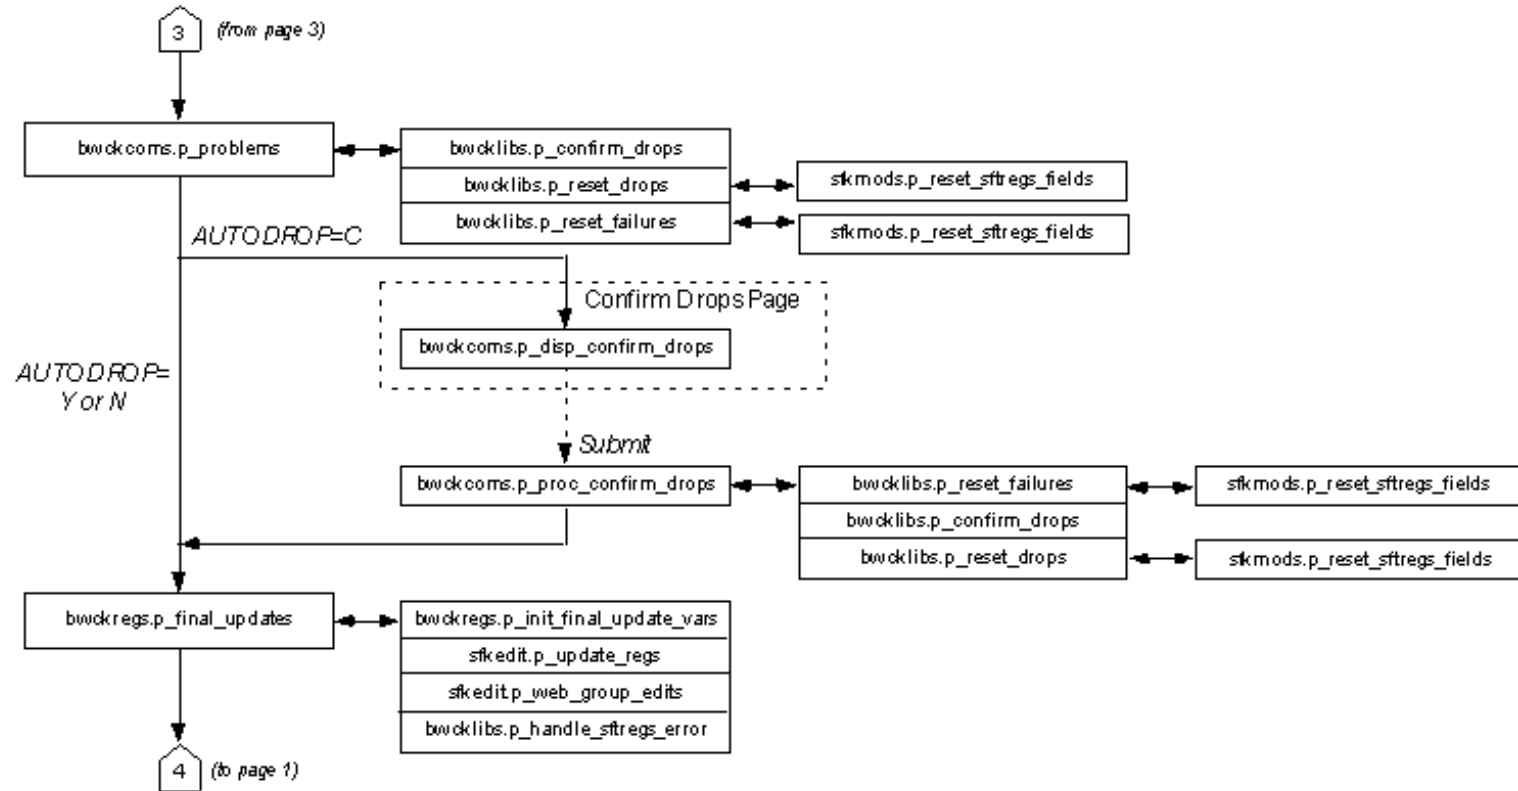 3 (from page 3)
bwckcoms.p_problems
bwcklibs.p_confirm_drops
bwcklibs.p_reset_drops
sfkmods.p_reset_sftregs_fields
bwcklibs.p_reset_failures
sfkmods.p_reset_sftregs_fields
AUTODROP=C
Confirm Drops Page
bwckcoms.p_disp_confirm_drops
AUTODROP=
Y or N
Submit
bwckcoms.p_proc_confirm_drops
bwcklibs.p_reset_failures
sfkmods.p_reset_sftregs_fields
bwcklibs.p_confirm_drops
bwcklibs.p_reset_drops
sfkmods.p_reset_sftregs_fields
bwckregs.p_final_updates
bwckregs.p_init_final_update_vars
sfkedit.p_update_regs
sfkedit.p_web_group_edits
bwcklibs.p_handle_sftregs_error
4 (to page 1)